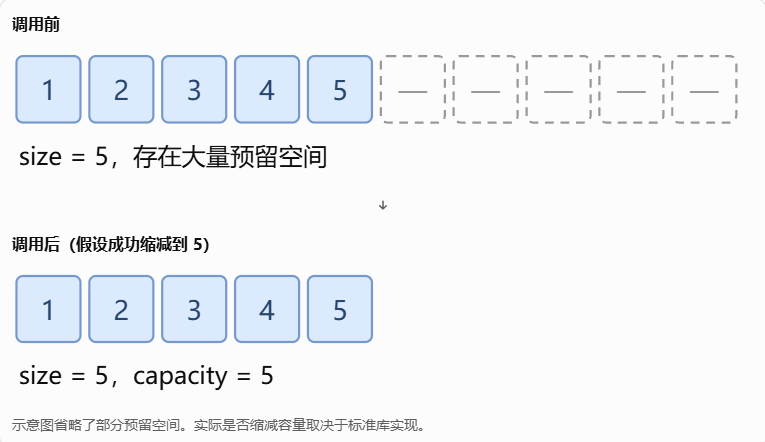 调用前
1 2 3 4 5 — — — — —
size = 5，存在大量预留空间
↓
调用后（假设成功缩减到 5）
1 2 3 4 5
size = 5，capacity = 5
示意图省略了部分预留空间。实际是否缩减容量取决于标准库实现。